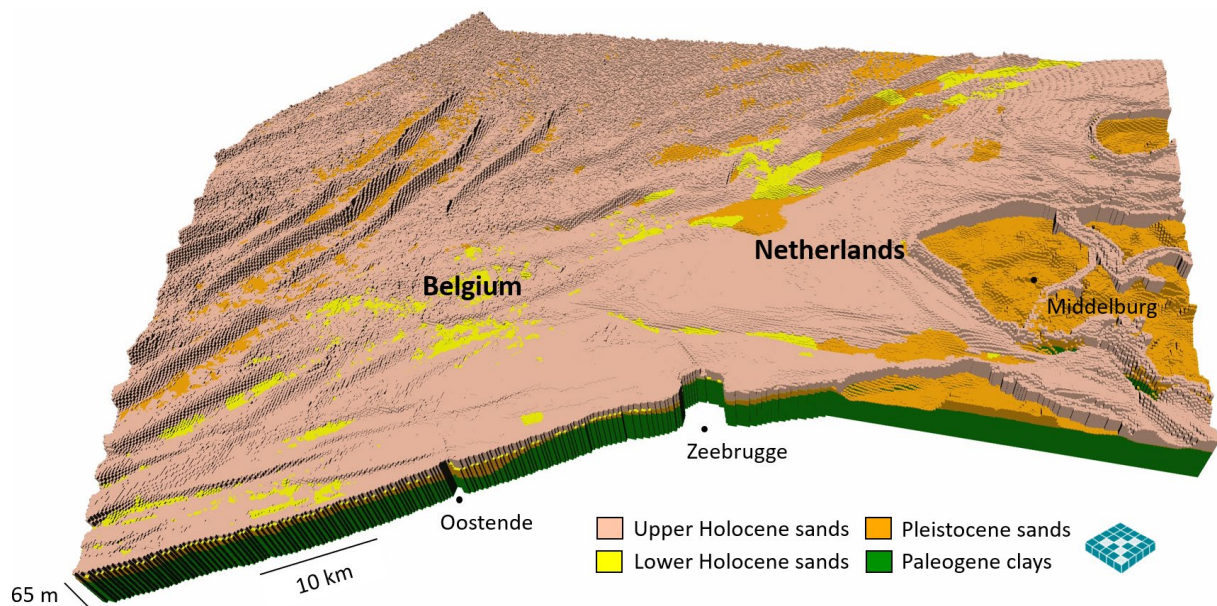 Belgium
Netherlands
Middelburg
Zeebrugge
Oostende
10 km
65 m
Upper Holocene sands
Pleistocene sands
Lower Holocene sands
Paleogene clays